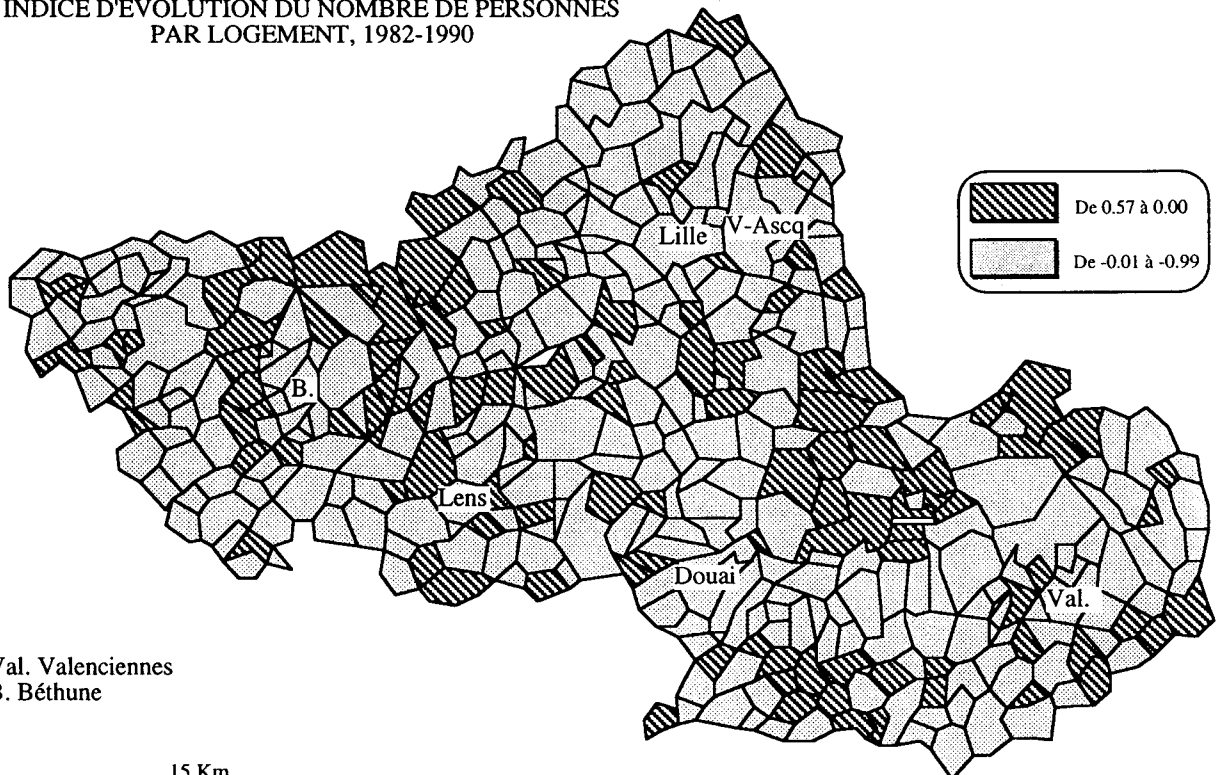 INDICE D'EVOLUTION DU NOMBRE DE PERSONNES
PAR LOGEMENT, 1982-1990
De 0.57 à 0.00
De -0.01 à -0.99
Lille
V-Ascq
B.
Lens
Douai
Val.
Val. Valenciennes
B. Béthune
15 Km